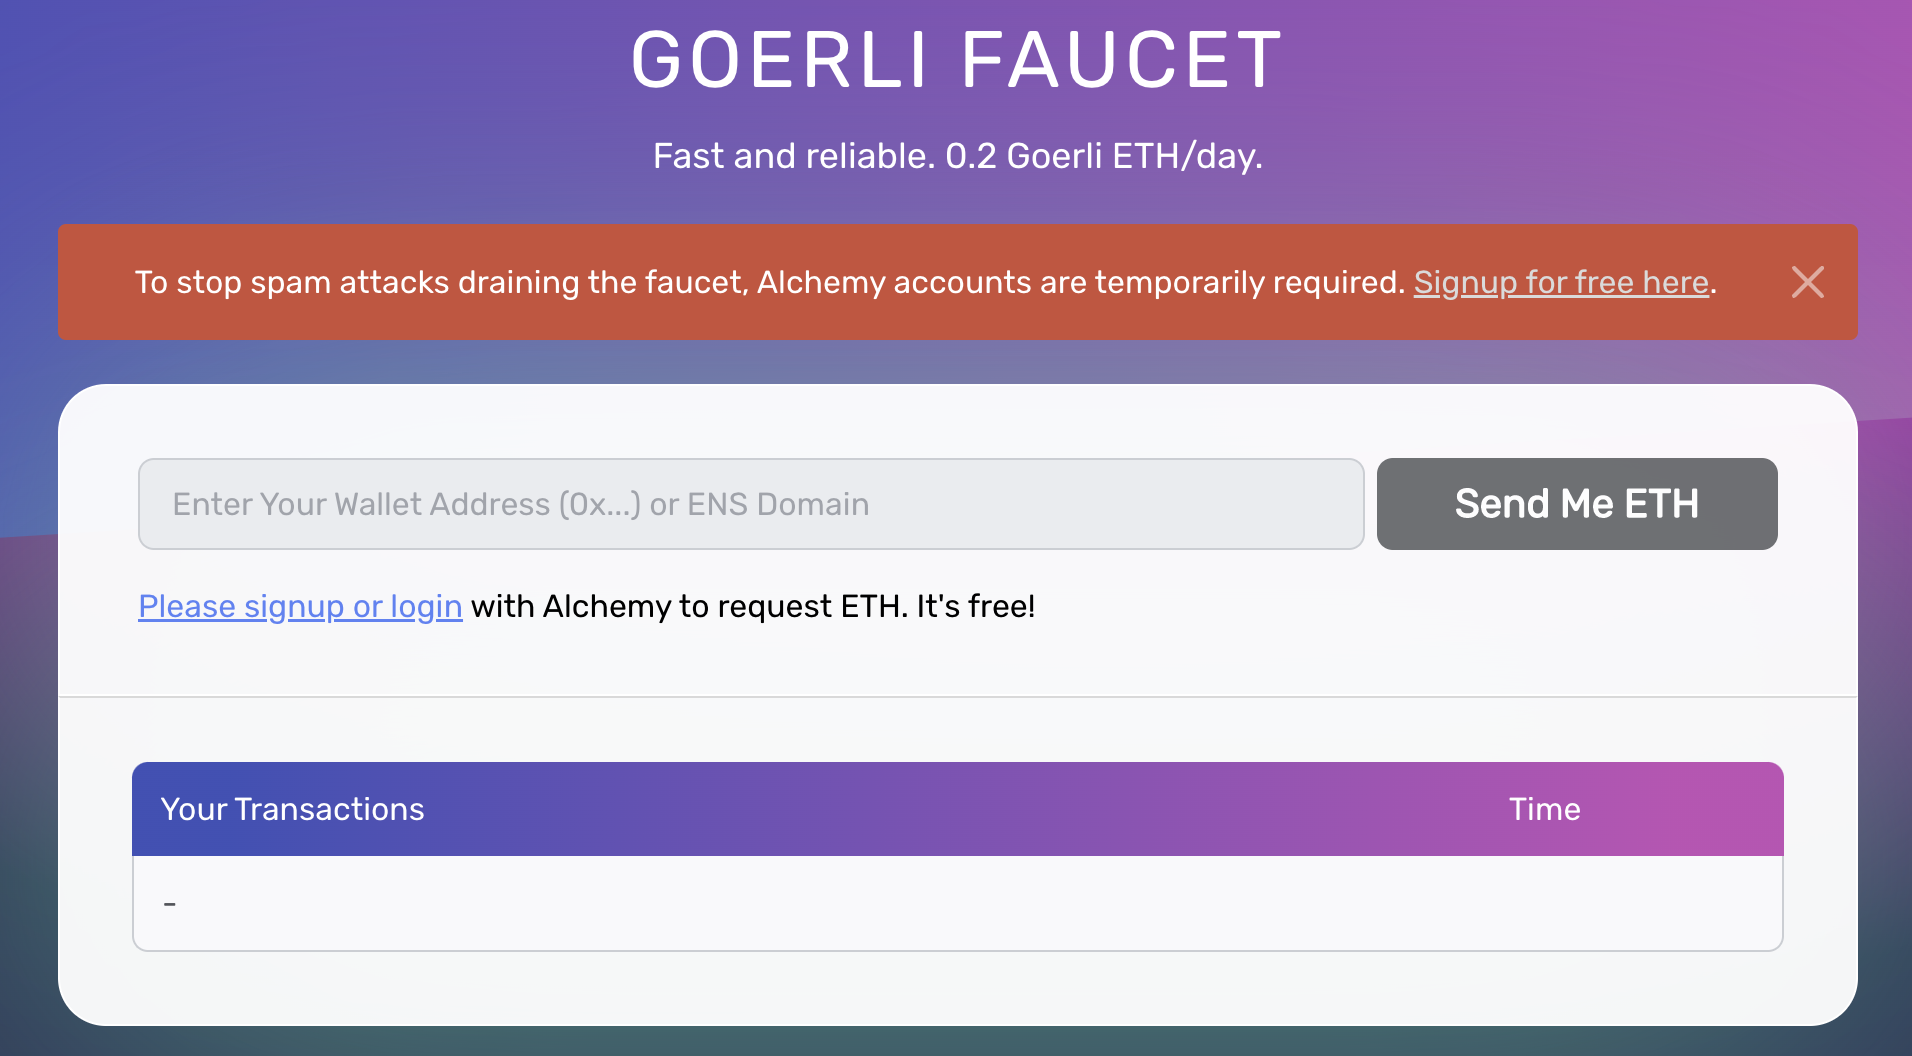 GOERLI FAUCET
Fast and reliable. 0.2 Goerli ETH/day.
To stop spam attacks draining the faucet, Alchemy accounts are temporarily required. Signup for free here.
Enter Your Wallet Address (0x...) or ENS Domain
Send Me ETH
Please signup or login with Alchemy to request ETH. It's free!
Your Transactions Time
-